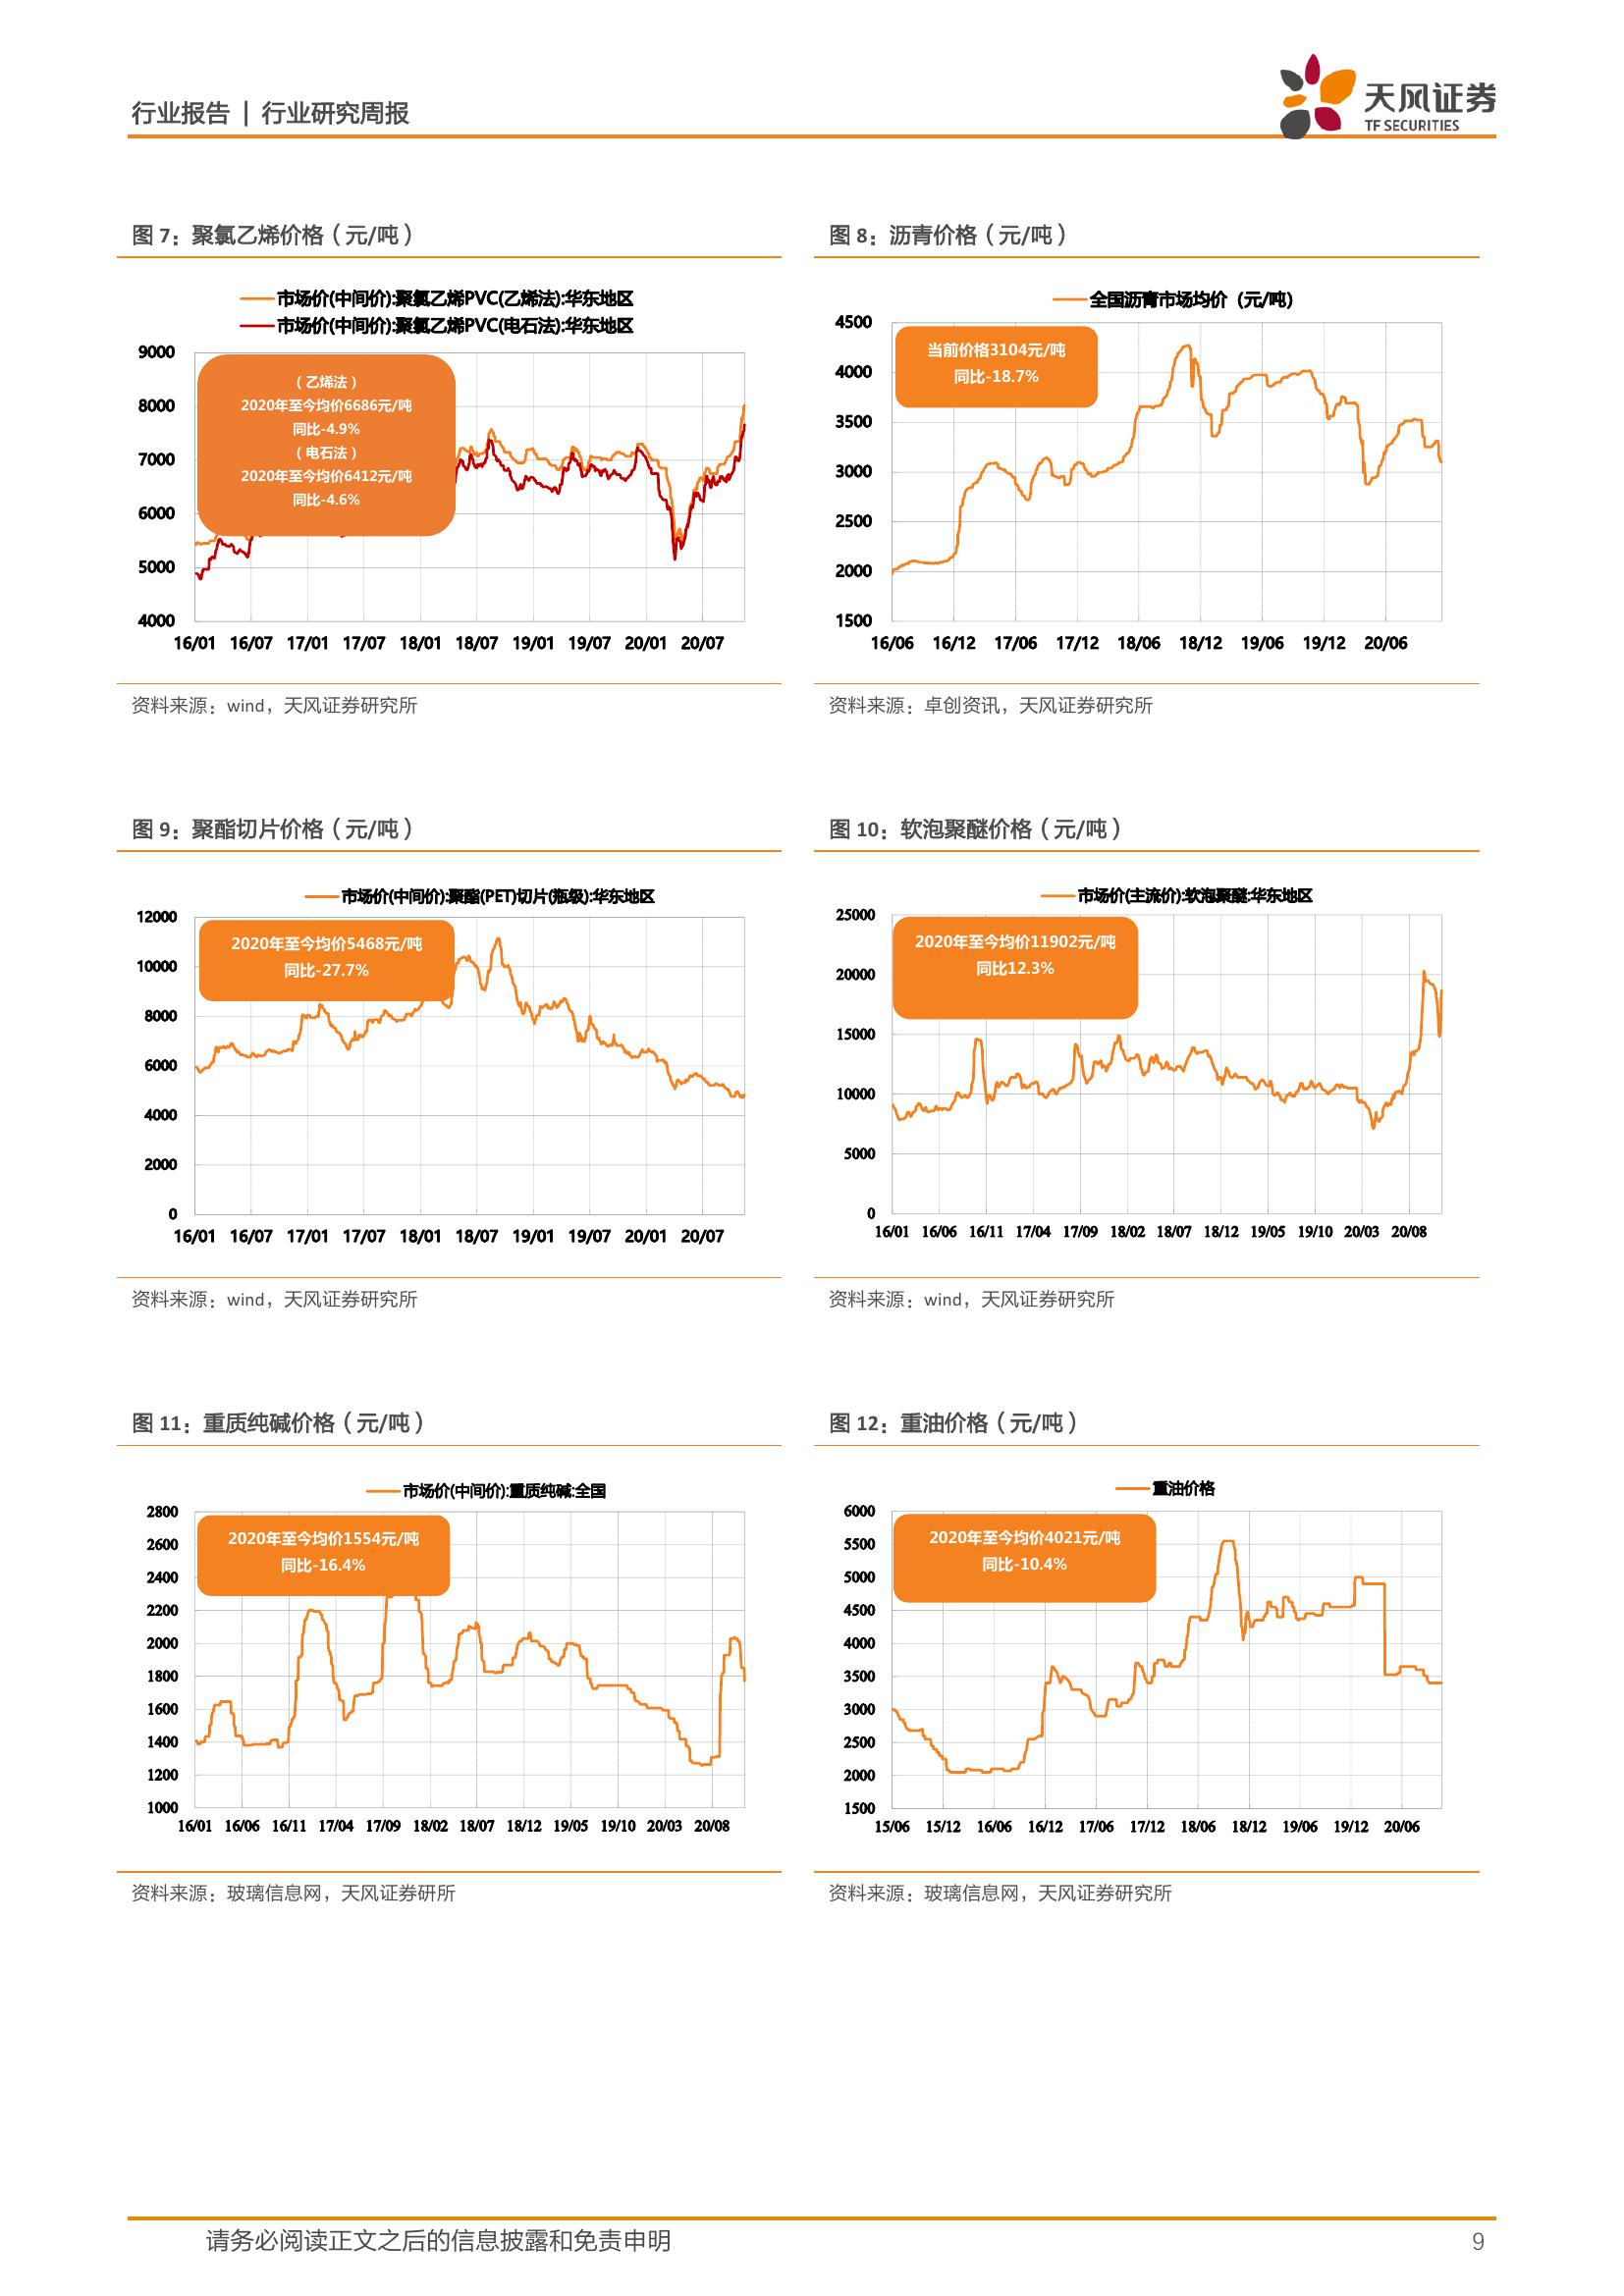 行业报告 | 行业研究周报
天风证券
TF SECURITIES
图 7：聚氯乙烯价格（元/吨）
市场价(中间价):聚氯乙烯PVC(乙烯法):华东地区
市场价(中间价):聚氯乙烯PVC(电石法):华东地区
（乙烯法）
2020年至今均价6686元/吨
同比-4.9%
（电石法）
2020年至今均价6412元/吨
同比-4.6%
9000
8000
7000
6000
5000
4000
16/01 16/07 17/01 17/07 18/01 18/07 19/01 19/07 20/01 20/07
资料来源：wind，天风证券研究所
图 8：沥青价格（元/吨）
全国沥青市场均价（元/吨）
当前价格3104元/吨
同比-18.7%
4500
4000
3500
3000
2500
2000
1500
16/06 16/12 17/06 17/12 18/06 18/12 19/06 19/12 20/06
资料来源：卓创资讯，天风证券研究所
图 9：聚酯切片价格（元/吨）
市场价(中间价):聚酯(PET)切片(瓶级):华东地区
2020年至今均价5468元/吨
同比-27.7%
12000
10000
8000
6000
4000
2000
0
16/01 16/07 17/01 17/07 18/01 18/07 19/01 19/07 20/01 20/07
资料来源：wind，天风证券研究所
图 10：软泡聚醚价格（元/吨）
市场价(主流价):软泡聚醚:华东地区
2020年至今均价11902元/吨
同比12.3%
25000
20000
15000
10000
5000
0
16/01 16/06 16/11 17/04 17/09 18/02 18/07 18/12 19/05 19/10 20/03 20/08
资料来源：wind，天风证券研究所
图 11：重质纯碱价格（元/吨）
市场价(中间价):重质纯碱:全国
2020年至今均价1554元/吨
同比-16.4%
2800
2600
2400
2200
2000
1800
1600
1400
1200
1000
16/01 16/06 16/11 17/04 17/09 18/02 18/07 18/12 19/05 19/10 20/03 20/08
资料来源：玻璃信息网，天风证券研所
图 12：重油价格（元/吨）
重油价格
2020年至今均价4021元/吨
同比-10.4%
6000
5500
5000
4500
4000
3500
3000
2500
2000
1500
15/06 15/12 16/06 16/12 17/06 17/12 18/06 18/12 19/06 19/12 20/06
资料来源：玻璃信息网，天风证券研究所
请务必阅读正文之后的信息披露和免责申明
9